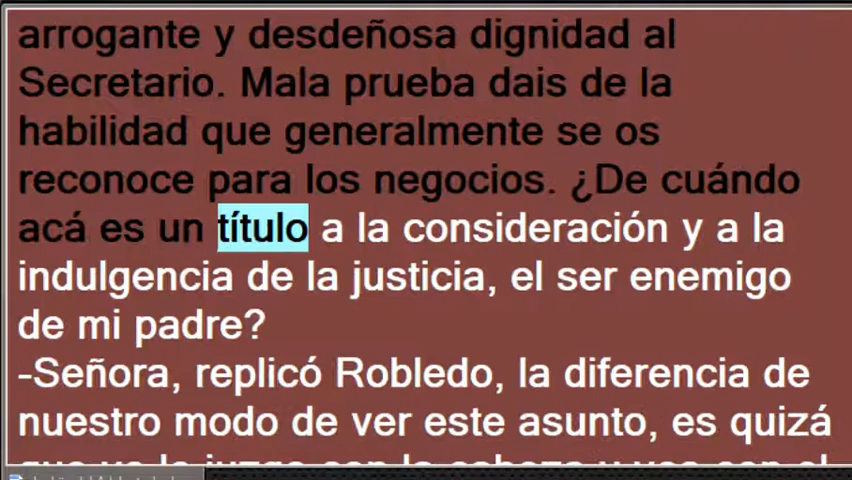 arrogante y desdeñosa dignidad al
Secretario. Mala prueba dais de la
habilidad que generalmente se os
reconoce para los negocios. ¿De cuándo
acá es un título a la consideración y a la
indulgencia de la justicia, el ser enemigo
de mi padre?
-Señora, replicó Robledo, la diferencia de
nuestro modo de ver este asunto, es quizá